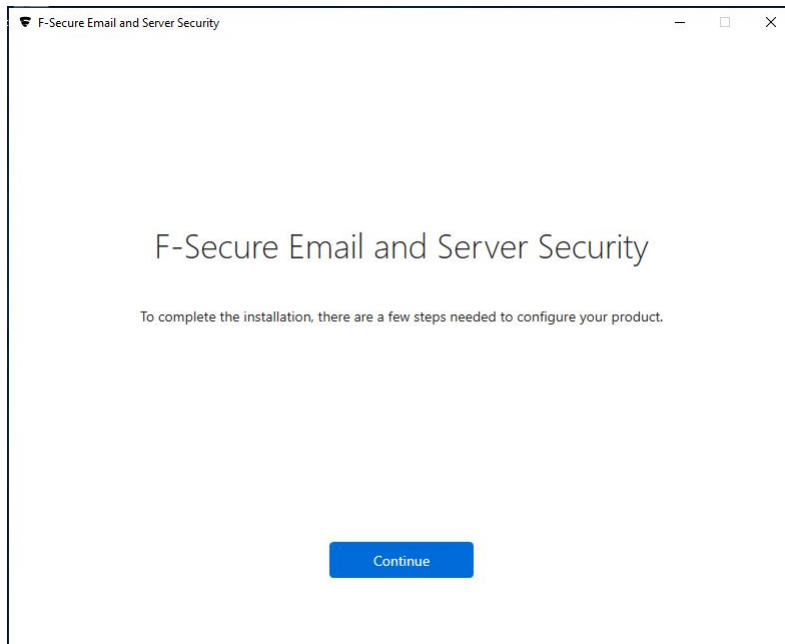 F-Secure Email and Server Security
F-Secure Email and Server Security
To complete the installation, there are a few steps needed to configure your product.
Continue